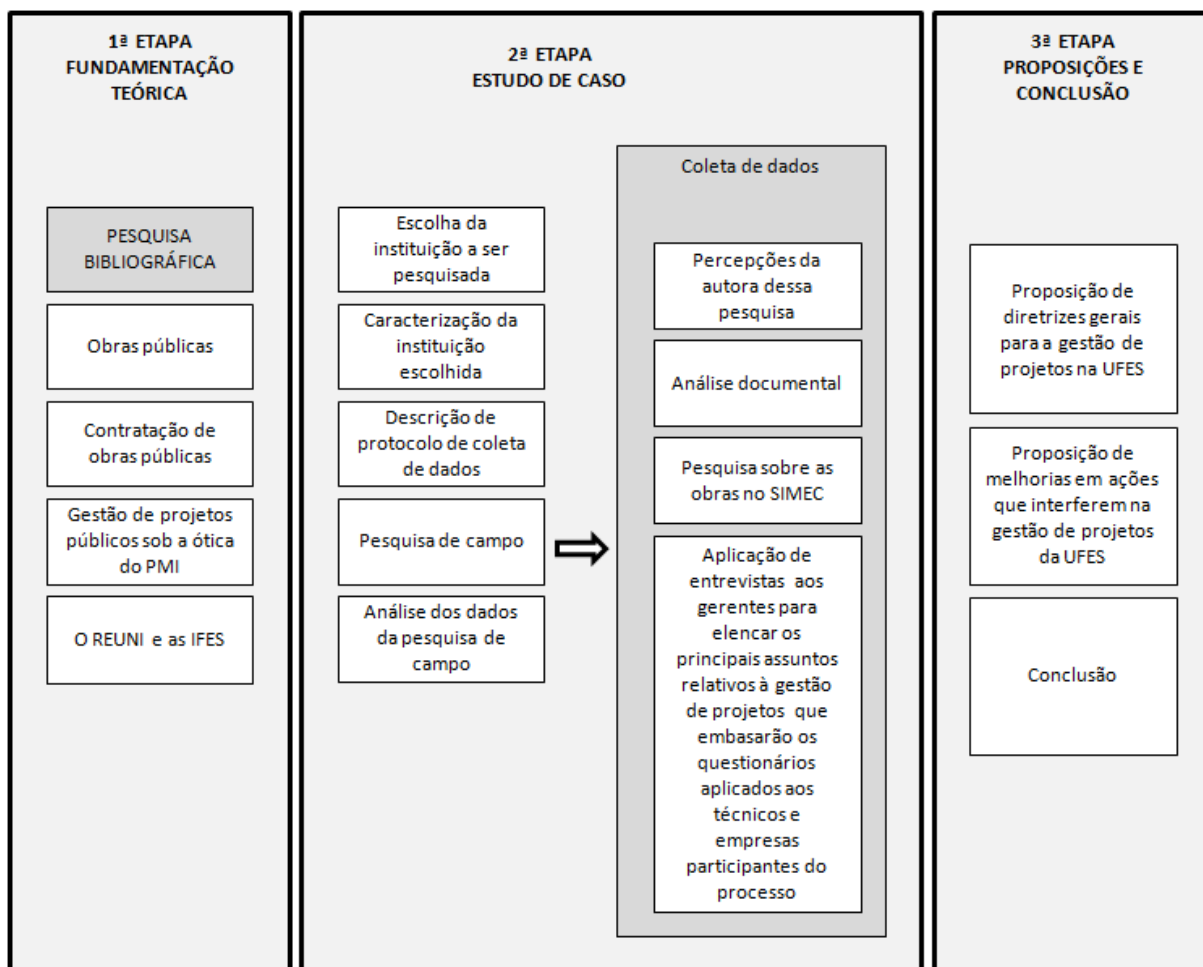 1ª ETAPA
FUNDAMENTAÇÃO
TEÓRICA
PESQUISA
BIBLIOGRÁFICA
Obras públicas
Contratação de
obras públicas
Gestão de projetos
públicos sob a ótica
do PMI
O REUNI e as IFES
2ª ETAPA
ESTUDO DE CASO
Escolha da
instituição a ser
pesquisada
Caracterização da
instituição
escolhida
Descrição de
protocolo de coleta
de dados
Pesquisa de campo
Análise dos dados
da pesquisa de
campo
Coleta de dados
Percepções da
autora dessa
pesquisa
Análise documental
Pesquisa sobre as
obras no SIMEC
Aplicação de
entrevistas aos
gerentes para
elencar os
principais assuntos
relativos à gestão
de projetos que
embasarão os
questionários
aplicados aos
técnicos e
empresas
participantes do
processo
3ª ETAPA
PROPOSIÇÕES E
CONCLUSÃO
Proposição de
diretrizes gerais
para a gestão de
projetos na UFES
Proposição de
melhorias em ações
que interferem na
gestão de projetos
da UFES
Conclusão